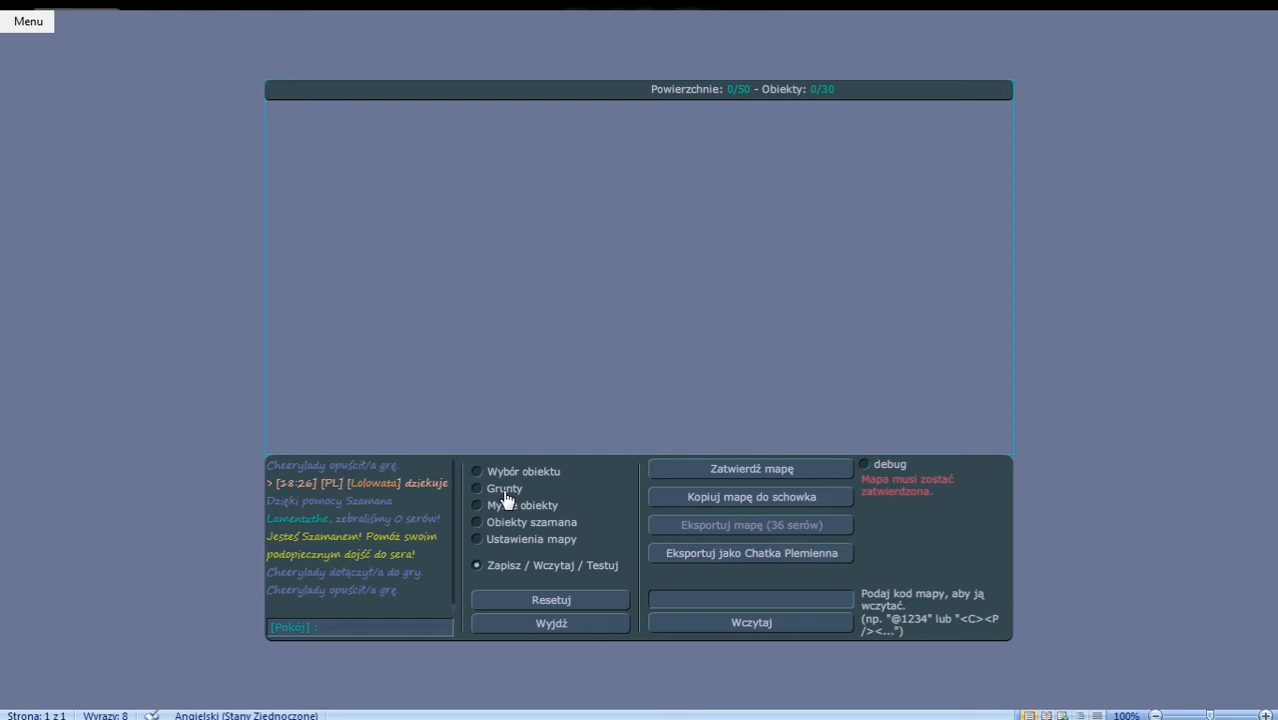 Menu
Powierzchnie: 0/50 - Obiekty: 0/30
Cheerylady opuścił/a grę.
> [18:26] [PL] [Lolowata] dziekuje
Dzięki pomocy Szamana
Lamentxthe, zebraliśmy 0 serów!
Jesteś Szamanem! Pomóż swoim
podopiecznym dojść do sera!
Cheerylady dołączył/a do gry.
Cheerylady opuścił/a grę.
[Pokój] :
Wybór obiektu
Grunty
obiekty
Obiekty szamana
Ustawienia mapy
Zapisz / Wczytaj / Testuj
Resetuj
Wyjdź
Zatwierdź mapę
Kopiuj mapę do schowka
Eksportuj mapę (36 serów)
Eksportuj jako Chatka Plemienna
Wczytaj
debug
Mapa musi zostać
zatwierdzona.
Podaj kod mapy, aby ją
wczytać.
(np. "@1234" lub "<C><P
/><...")
Strona: 1 z 1
Wyrazy: 8
Angielski (Stany Zjednoczone)
100%